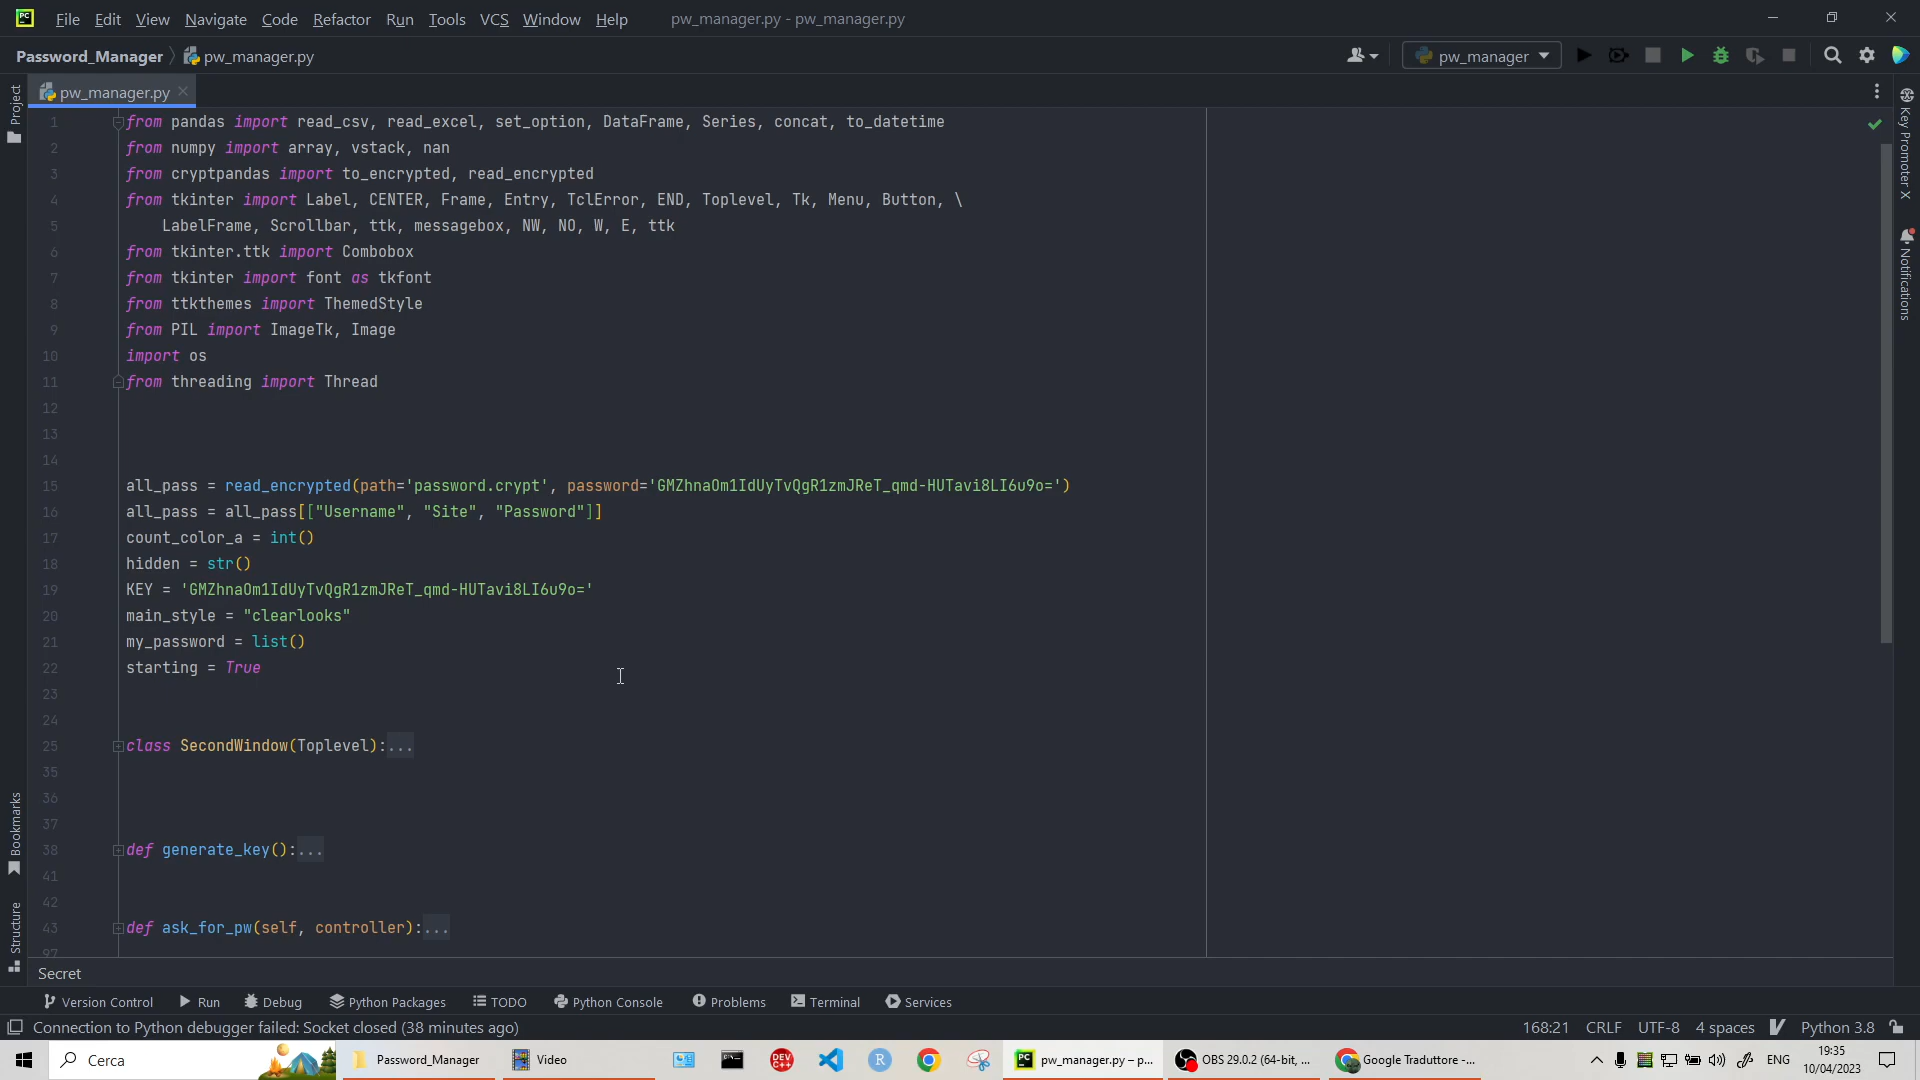 PC File Edit View Navigate Code Refactor Run Tools VCS Window Help pw_manager.py - pw_manager.py
Password_Manager pw_manager.py pw_manager
pw_manager.py
Project
Bookmarks
Structure
Key Promoter X
Notifications
1 from pandas import read_csv, read_excel, set_option, DataFrame, Series, concat, to_datetime
2 from numpy import array, vstack, nan
3 from cryptpandas import to_encrypted, read_encrypted
4 from tkinter import Label, CENTER, Frame, Entry, TclError, END, Toplevel, Tk, Menu, Button, \
5 LabelFrame, Scrollbar, ttk, messagebox, NW, NO, W, E, ttk
6 from tkinter.ttk import Combobox
7 from tkinter import font as tkfont
8 from ttkthemes import ThemedStyle
9 from PIL import ImageTk, Image
10 import os
11 from threading import Thread
12
13
14
15 all_pass = read_encrypted(path='password.crypt', password='GMZhnaOm1IdUyTvQgR1zmJReT_qmd-HUTavi8LI6u9o=')
16 all_pass = all_pass[["Username", "Site", "Password"]]
17 count_color_a = int()
18 hidden = str()
19 KEY = 'GMZhnaOm1IdUyTvQgR1zmJReT_qmd-HUTavi8LI6u9o='
20 main_style = "clearlooks"
21 my_password = list()
22 starting = True
23
24
25 class SecondWindow(Toplevel):...
35
36
37
38 def generate_key():...
41
42
43 def ask_for_pw(self, controller):...
97
Secret
Version Control Run Debug Python Packages TODO Python Console Problems Terminal Services
Connection to Python debugger failed: Socket closed (38 minutes ago) 168:21 CRLF UTF-8 4 spaces Python 3.8
Cerca Password_Manager Video DEV C++ R PC pw_manager.py – p... OBS 29.0.2 (64-bit, ... Google Traduttore -... ENG 19:35
10/04/2023